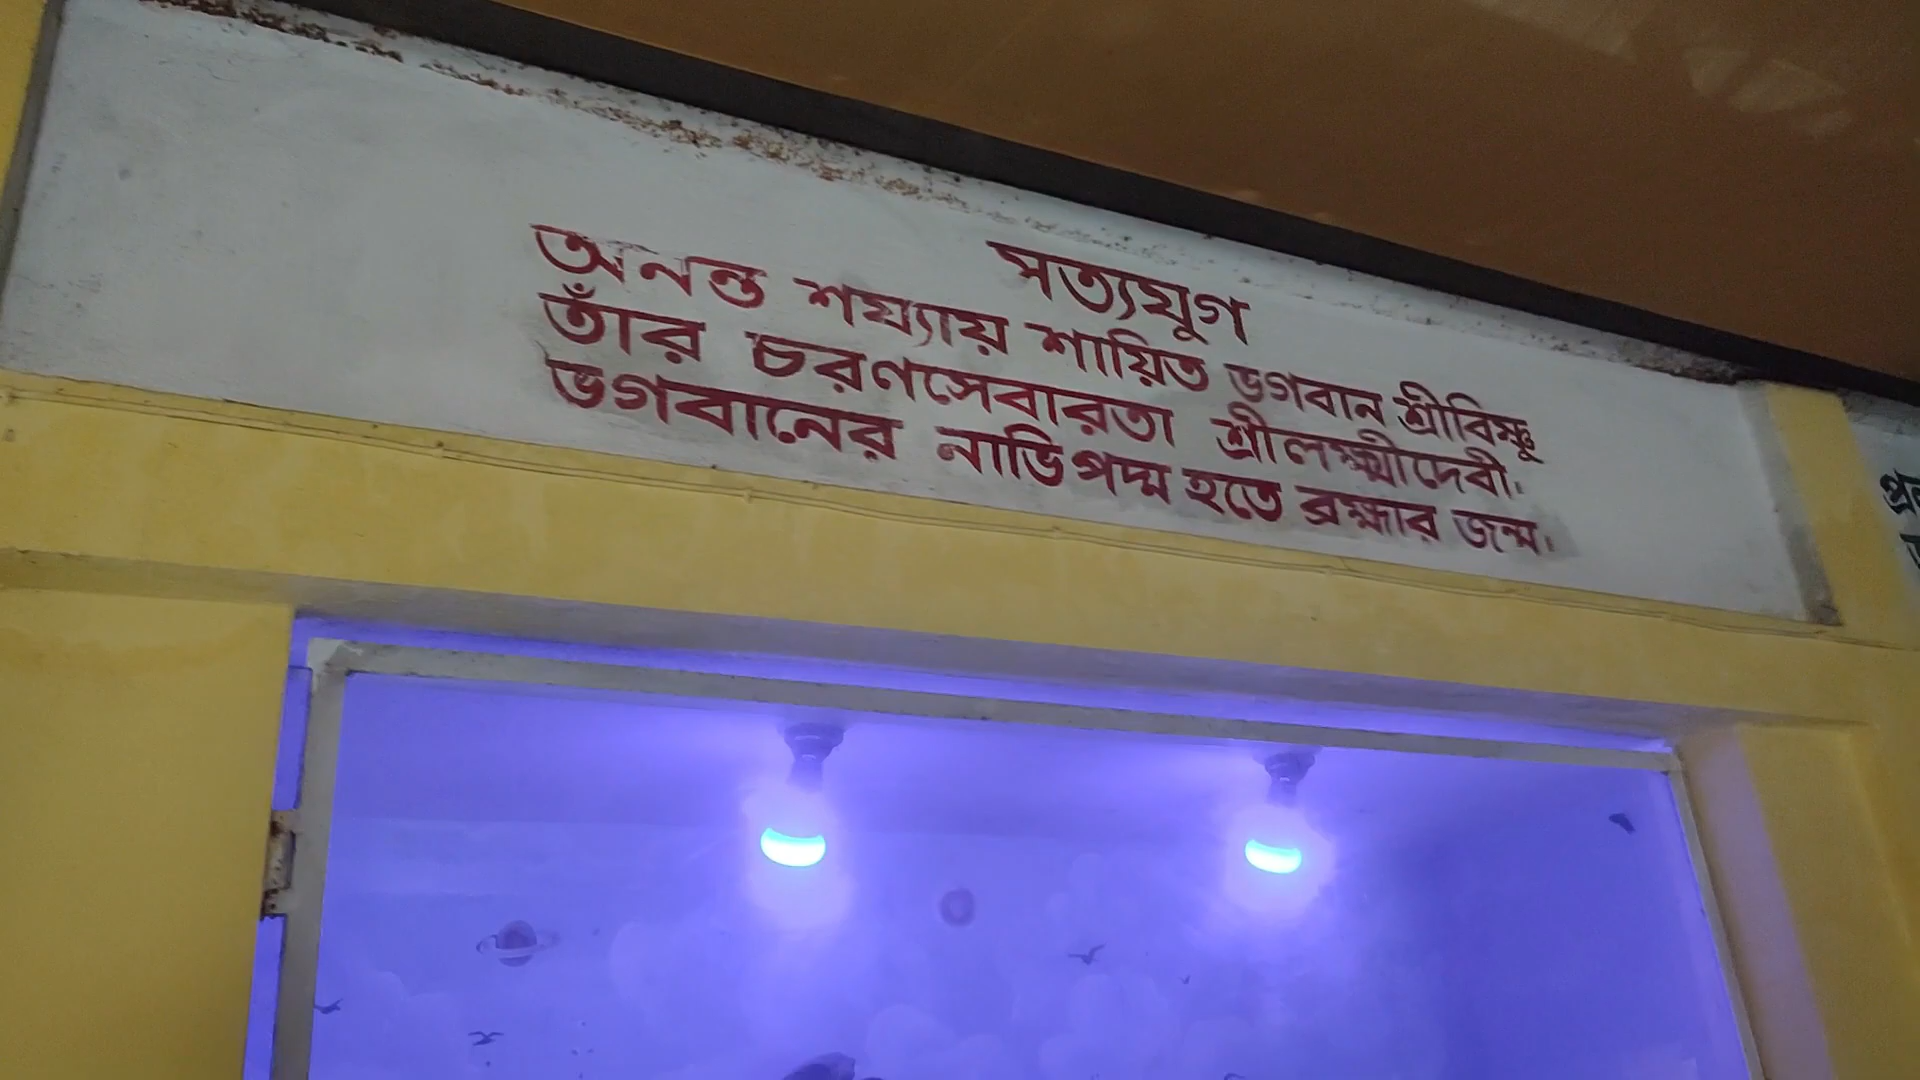 সত্যযুগ
অনন্ত শয্যায় শায়িত ভগবান শ্রীবিষ্ণু
তাঁর চরণসেবারতা শ্রীলক্ষ্মীদেবী।
ভগবানের নাভিপদ্ম হতে ব্রহ্মার জন্ম।